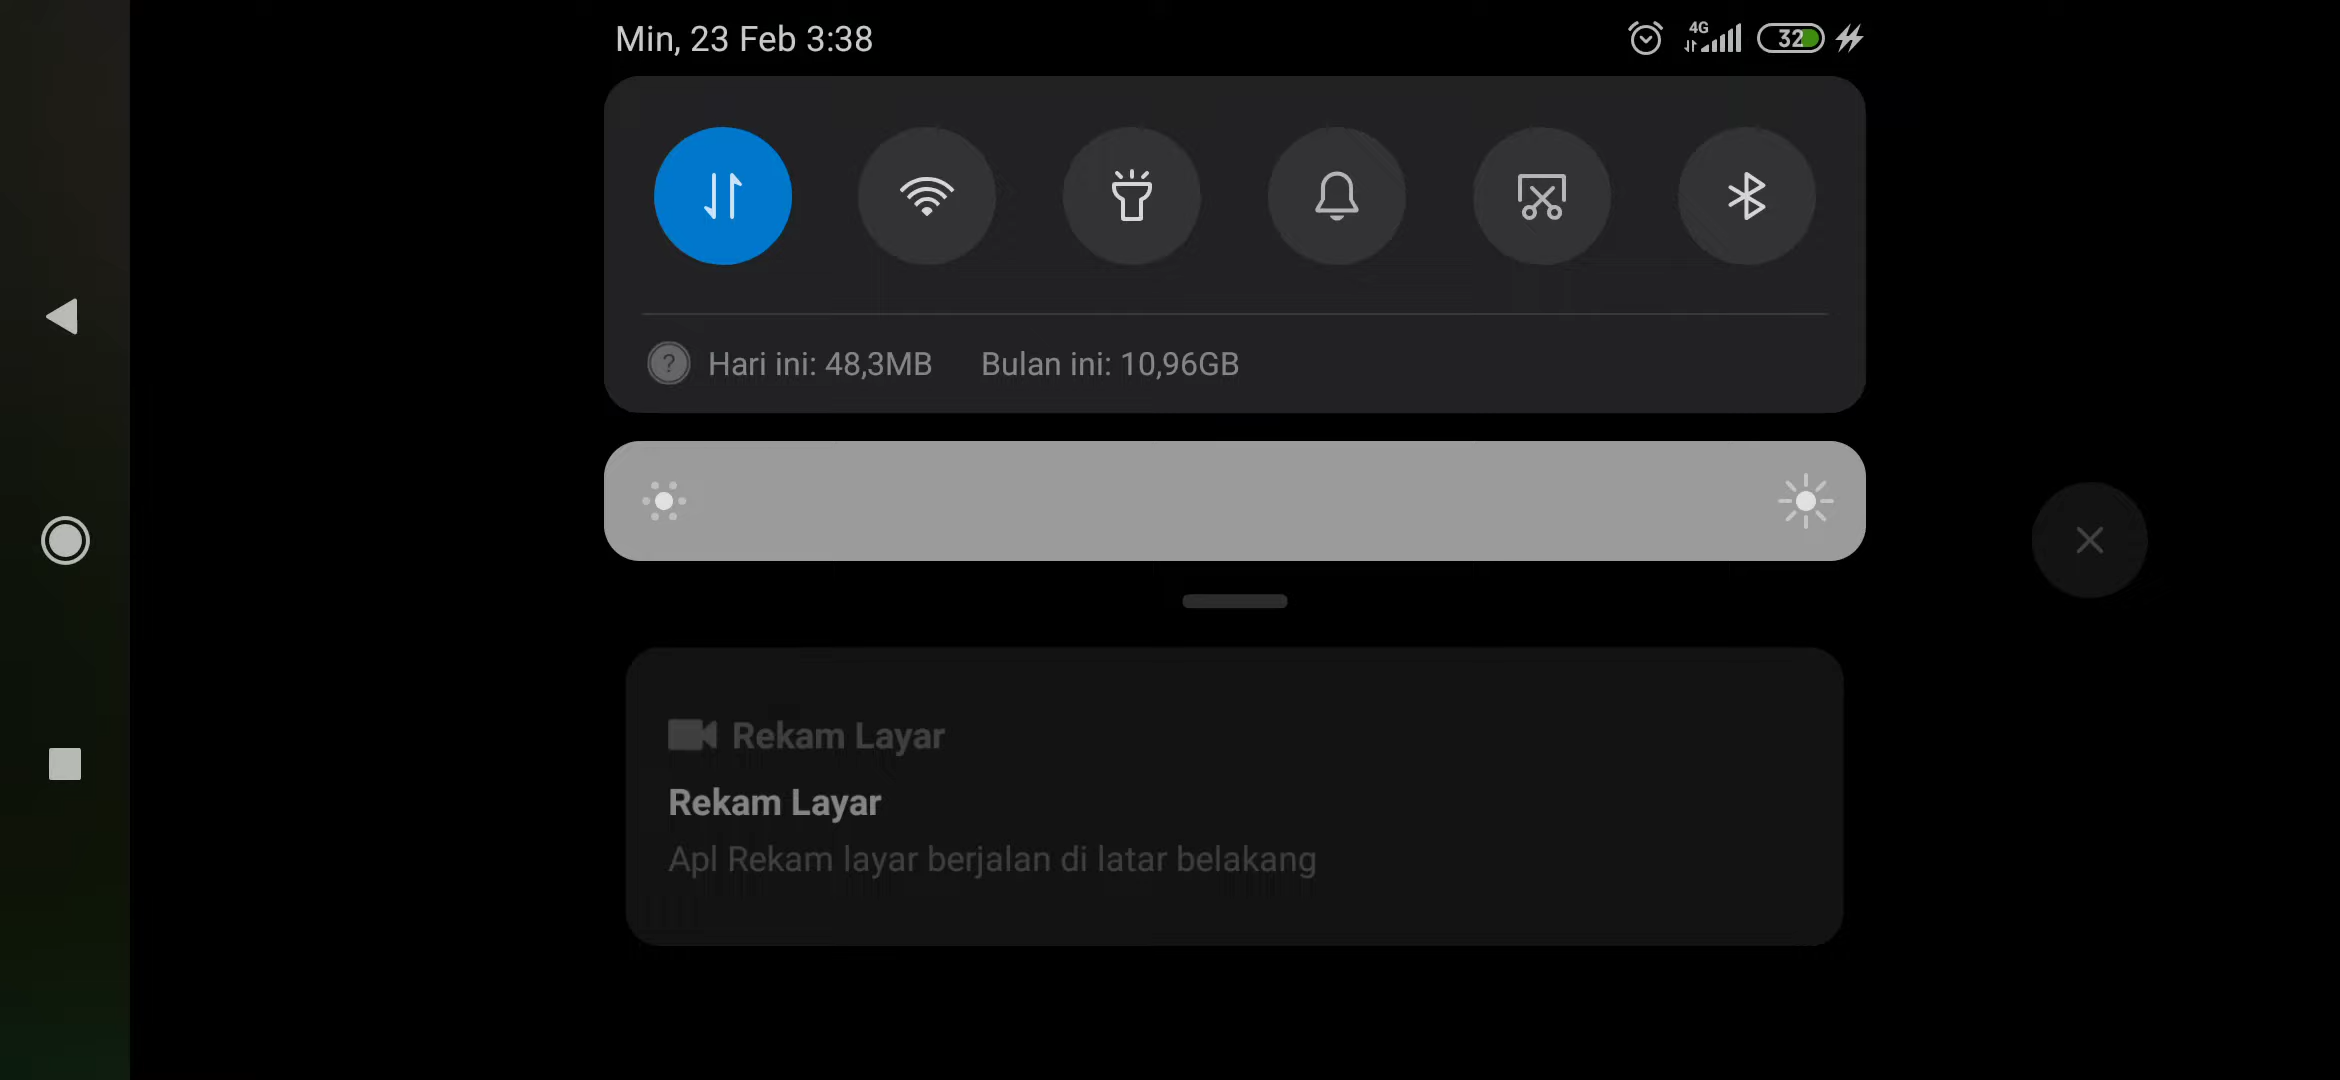 Min, 23 Feb 3:38
4G
32
Hari ini: 48,3MB Bulan ini: 10,96GB
Rekam Layar
Rekam Layar
Apl Rekam layar berjalan di latar belakang